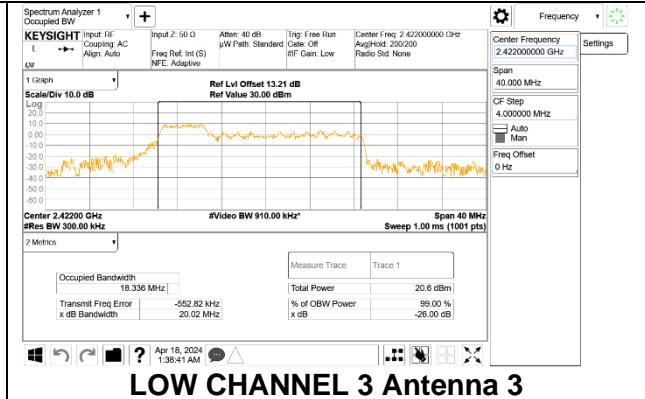 Spectrum Analyzer 1
Occupied BW
Frequency
KEYSIGHT
Input: RF
Coupling: AC
Align: Auto
Input Z: 50 Ω
Freq Ref: Int (S)
NFE: Adaptive
Atten: 40 dB
µW Path: Standard
Trig: Free Run
Gate: Off
#IF Gain: Low
Center Freq: 2.422000000 GHz
Avg|Hold: 200/200
Radio Std: None
Center Frequency
2.422000000 GHz
Settings
Span
40.000 MHz
CF Step
4.000000 MHz
Auto
Man
Freq Offset
0 Hz
1 Graph
Scale/Div 10.0 dB
Ref Lvl Offset 13.21 dB
Ref Value 30.00 dBm
Log
20.0
10.0
0.00
-10.0
-20.0
-30.0
-40.0
-50.0
-60.0
Center 2.42200 GHz
#Res BW 300.00 kHz
#Video BW 910.00 kHz*
Span 40 MHz
Sweep 1.00 ms (1001 pts)
2 Metrics
Measure Trace
Trace 1
Occupied Bandwidth
18.336 MHz
Total Power
20.6 dBm
Transmit Freq Error
-552.82 kHz
% of OBW Power
99.00 %
x dB Bandwidth
20.02 MHz
x dB
-26.00 dB
Apr 18, 2024
1:38:41 AM
LOW CHANNEL 3 Antenna 3